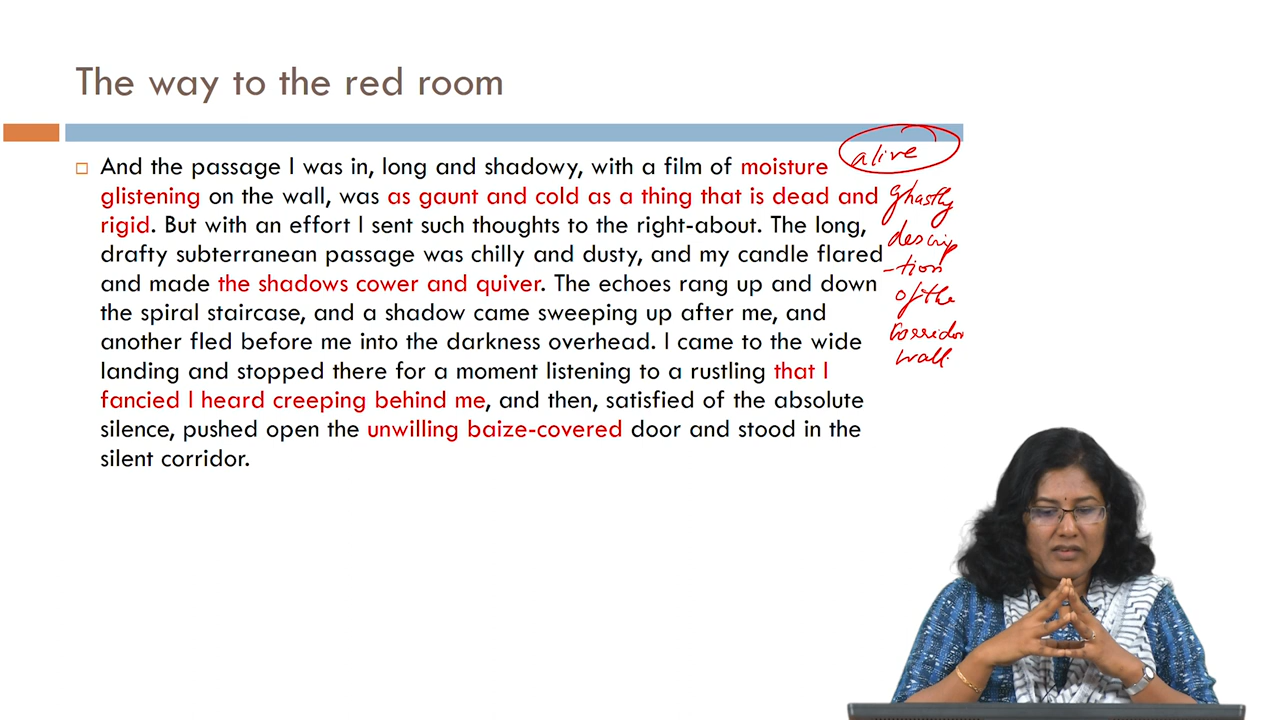 The way to the red room
And the passage I was in, long and shadowy, with a film of moisture
glistening on the wall, was as gaunt and cold as a thing that is dead and
rigid. But with an effort I sent such thoughts to the right-about. The long,
drafty subterranean passage was chilly and dusty, and my candle flared
and made the shadows cower and quiver. The echoes rang up and down
the spiral staircase, and a shadow came sweeping up after me, and
another fled before me into the darkness overhead. I came to the wide
landing and stopped there for a moment listening to a rustling that I
fancied I heard creeping behind me, and then, satisfied of the absolute
silence, pushed open the unwilling baize-covered door and stood in the
silent corridor.
alive
ghastly
descrip
-tion
of the
corridor
wall.